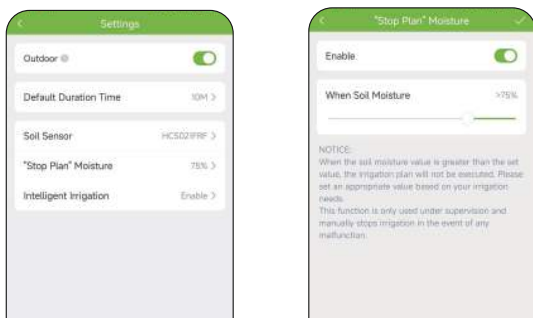 Settings
Outdoor
Default Duration Time 10M >
Soil Sensor HCS021FRF >
"Stop Plan" Moisture 75% >
Intelligent Irrigation Enable >
"Stop Plan" Moisture
Enable
When Soil Moisture >75%
NOTICE:
When the soil moisture value is greater than the set
value, the irrigation plan will not be executed. Please
set an appropriate value based on your irrigation
needs.
This function is only used under supervision and
manually stops irrigation in the event of any
malfunction.